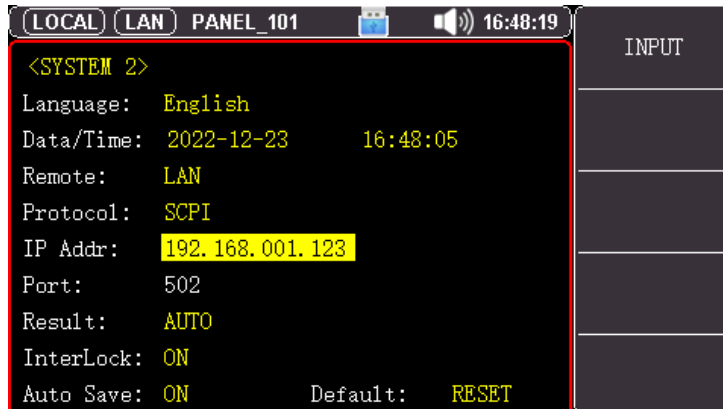 LOCAL LAN PANEL_101 16:48:19
INPUT
<SYSTEM 2>
Language: English
Data/Time: 2022-12-23 16:48:05
Remote: LAN
Protocol: SCPI
IP Addr: 192.168.001.123
Port: 502
Result: AUTO
InterLock: ON
Auto Save: ON Default: RESET